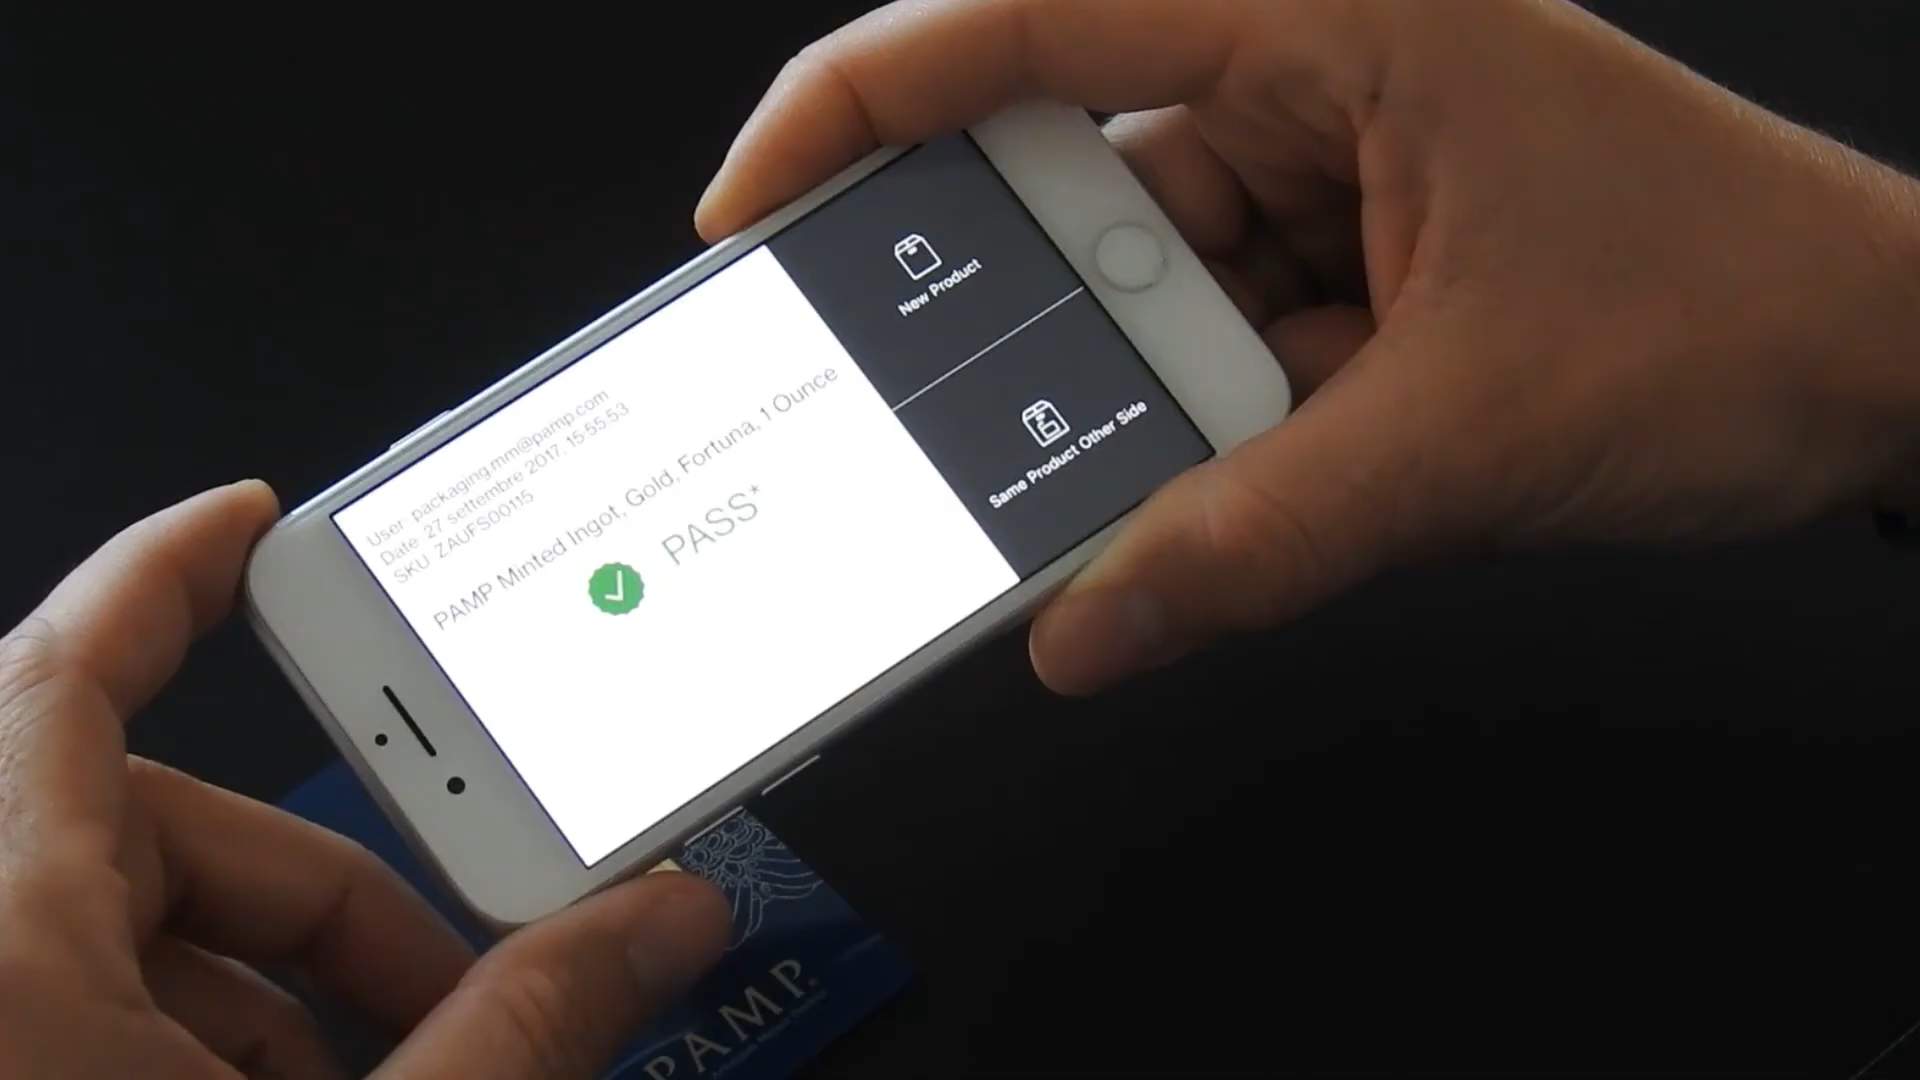 User packaging.mm@pamp.com
Date 27 settembre 2017, 15:55:53
SKU ZAUFS00115
PAMP Minted Ingot, Gold, Fortuna, 1 Ounce
PASS*
New Product
Same Product Other Side
PAMP®